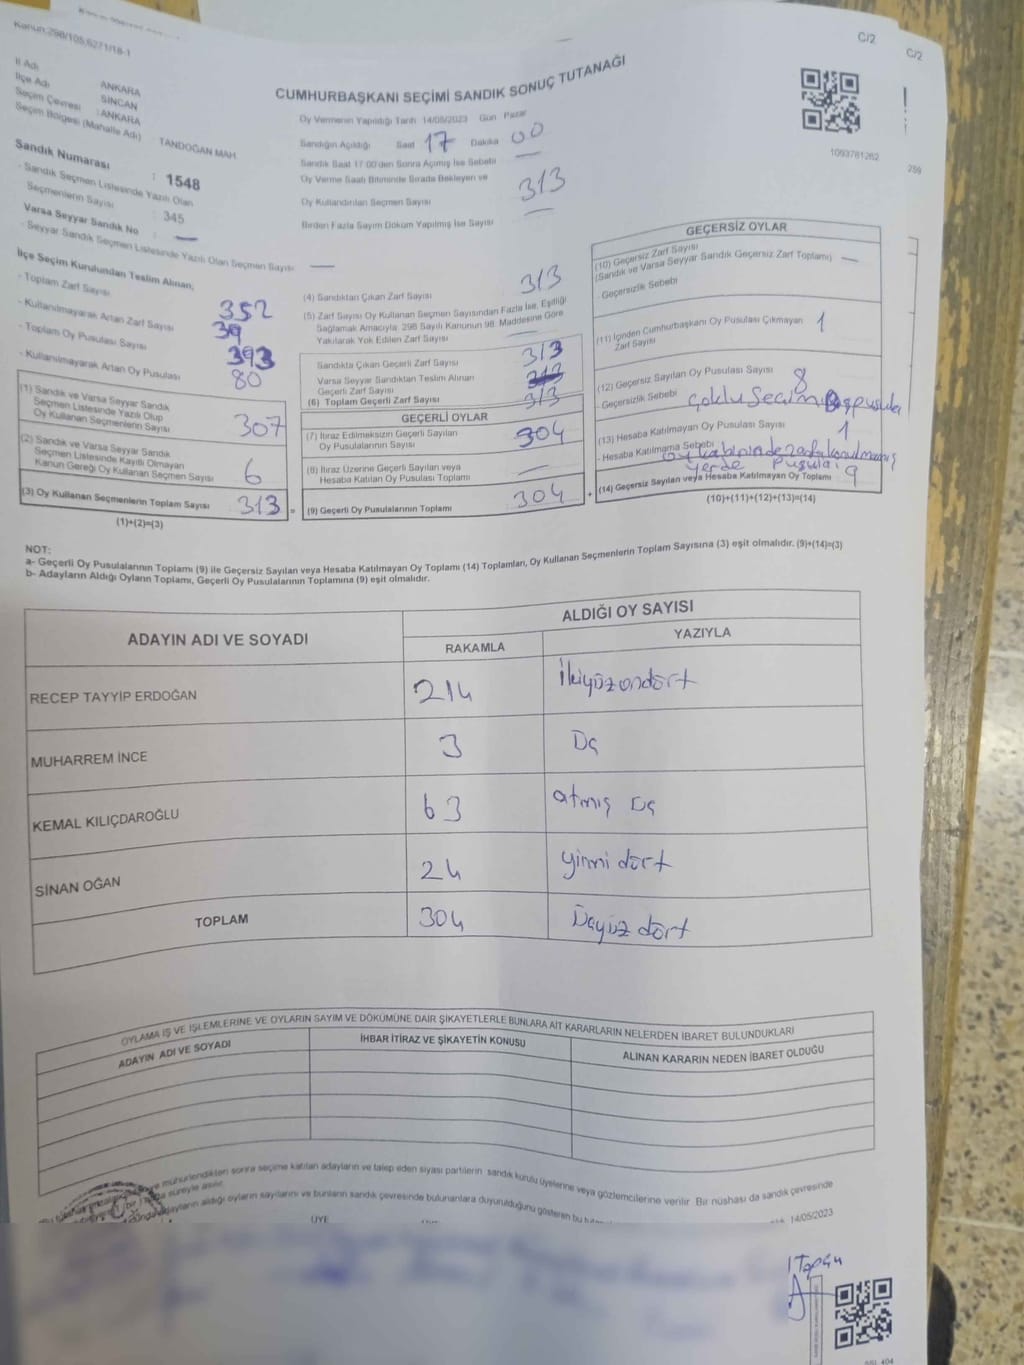 Kanun:298/105,6271/18-1
C/2
C/2
İl Adı : ANKARA
İlçe Adı : SİNCAN
Seçim Çevresi : ANKARA
Seçim Bölgesi (Mahalle Adı) TANDOĞAN MAH.
CUMHURBAŞKANI SEÇİMİ SANDIK SONUÇ TUTANAĞI
Oy Vermenin Yapıldığı Tarih 14/05/2023 Gün Pazar
Sandığın Açıldığı Saat 17 Dakika 00
Sandık Saat 17:00'den Sonra Açılmış İse Sebebi —
Oy Verme Saati Bitiminde Sırada Bekleyen ve
Oy Kullandırılan Seçmen Sayısı 313
Birden Fazla Sayım Döküm Yapılmış İse Sayısı —
1093781262
259
Sandık Numarası : 1548
- Sandık Seçmen Listesinde Yazılı Olan
Seçmenlerin Sayısı : 345
Varsa Seyyar Sandık No : —
- Seyyar Sandık Seçmen Listesinde Yazılı Olan Seçmen Sayısı —
İlçe Seçim Kurulundan Teslim Alınan;
- Toplam Zarf Sayısı 352
- Kullanılmayarak Artan Zarf Sayısı 39
- Toplam Oy Pusulası Sayısı 393
- Kullanılmayarak Artan Oy Pusulası 80
(1) Sandık ve Varsa Seyyar Sandık
Seçmen Listesinde Yazılı Olup
Oy Kullanan Seçmenlerin Sayısı 307
(2) Sandık ve Varsa Seyyar Sandık
Seçmen Listesinde Kayıtlı Olmayan
Kanun Gereği Oy Kullanan Seçmen Sayısı 6
(3) Oy Kullanan Seçmenlerin Toplam Sayısı 313
(1)+(2)=(3)
(4) Sandıktan Çıkan Zarf Sayısı 313
(5) Zarf Sayısı Oy Kullanan Seçmen Sayısından Fazla İse, Eşitliği
Sağlamak Amacıyla, 298 Sayılı Kanunun 98. Maddesine Göre
Yakılarak Yok Edilen Zarf Sayısı —
Sandıkta Çıkan Geçerli Zarf Sayısı 313
Varsa Seyyar Sandıktan Teslim Alınan
Geçerli Zarf Sayısı
(6) Toplam Geçerli Zarf Sayısı 313
GEÇERLİ OYLAR
(7) İtiraz Edilmeksizin Geçerli Sayılan
Oy Pusulalarının Sayısı 304
(8) İtiraz Üzerine Geçerli Sayılan veya
Hesaba Katılan Oy Pusulaları Toplamı —
= (9) Geçerli Oy Pusulalarının Toplamı 304 +
GEÇERSİZ OYLAR
(10) Geçersiz Zarf Sayısı
(Sandık ve Varsa Seyyar Sandık Geçersiz Zarf Toplamı) —
- Geçersizlik Sebebi
(11) İçinden Cumhurbaşkanı Oy Pusulası Çıkmayan 1
Zarf Sayısı
(12) Geçersiz Sayılan Oy Pusulası Sayısı 8
- Geçersizlik Sebebi Çoklu Seçim Boş pusula
(13) Hesaba Katılmayan Oy Pusulası Sayısı 1
- Hesaba Katılmama Sebebi Oy kabininde zarfa konulmamış
yerde Pusula
(14) Geçersiz Sayılan veya Hesaba Katılmayan Oy Toplamı 9
(10)+(11)+(12)+(13)=(14)
NOT:
a- Geçerli Oy Pusulalarının Toplamı (9) ile Geçersiz Sayılan veya Hesaba Katılmayan Oy Toplamı (14) Toplamları, Oy Kullanan Seçmenlerin Toplam Sayısına (3) eşit olmalıdır. (9)+(14)=(3)
b- Adayların Aldığı Oyların Toplamı, Geçerli Oy Pusulalarının Toplamına (9) eşit olmalıdır.
ADAYIN ADI VE SOYADI
ALDIĞI OY SAYISI
RAKAMLA YAZIYLA
RECEP TAYYİP ERDOĞAN 214 İkiyüzondört
MUHARREM İNCE 3 Üç
KEMAL KILIÇDAROĞLU 63 atmış üç
SİNAN OĞAN 24 yirmi dört
TOPLAM 304 Üçyüz dört
OYLAMA İŞ VE İŞLEMLERİNE VE OYLARIN SAYIM VE DÖKÜMÜNE DAİR ŞİKAYETLERLE BUNLARA AİT KARARLARIN NELERDEN İBARET BULUNDUKLARI
ADAYIN ADI VE SOYADI İHBAR İTİRAZ VE ŞİKAYETİN KONUSU ALINAN KARARIN NEDEN İBARET OLDUĞU
mühürlendikten sonra seçime katılan adayların ve talep eden siyasi partilerin sandık kurulu üyelerine veya gözlemcilerine verilir. Bir nüshası da sandık çevresinde
süreyle asılır.
adayların aldığı oyların sayılarını ve bunların sandık çevresinde bulunanlara duyurulduğunu gösteren bu 14/05/2023
ÜYE